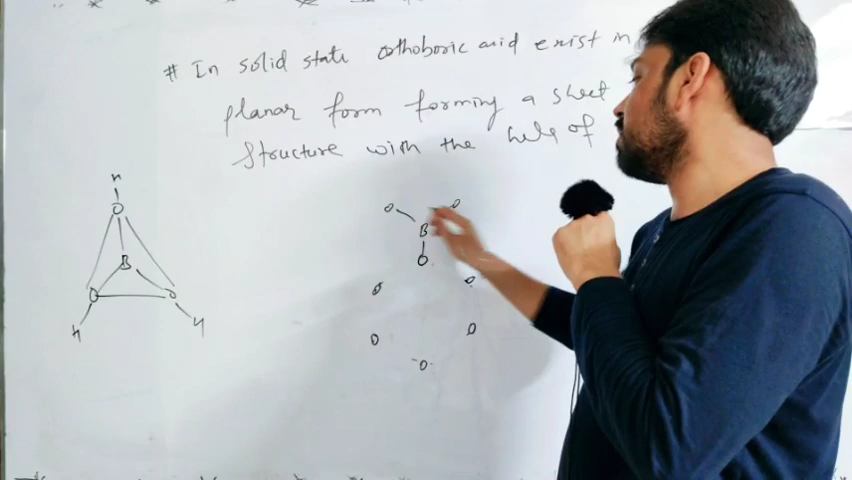 # In solid state Orthoboric acid exist in
planar form forming a sheet
structure with the help of
H
O
B
O O
H H
O O
B
O
O O
O O
O